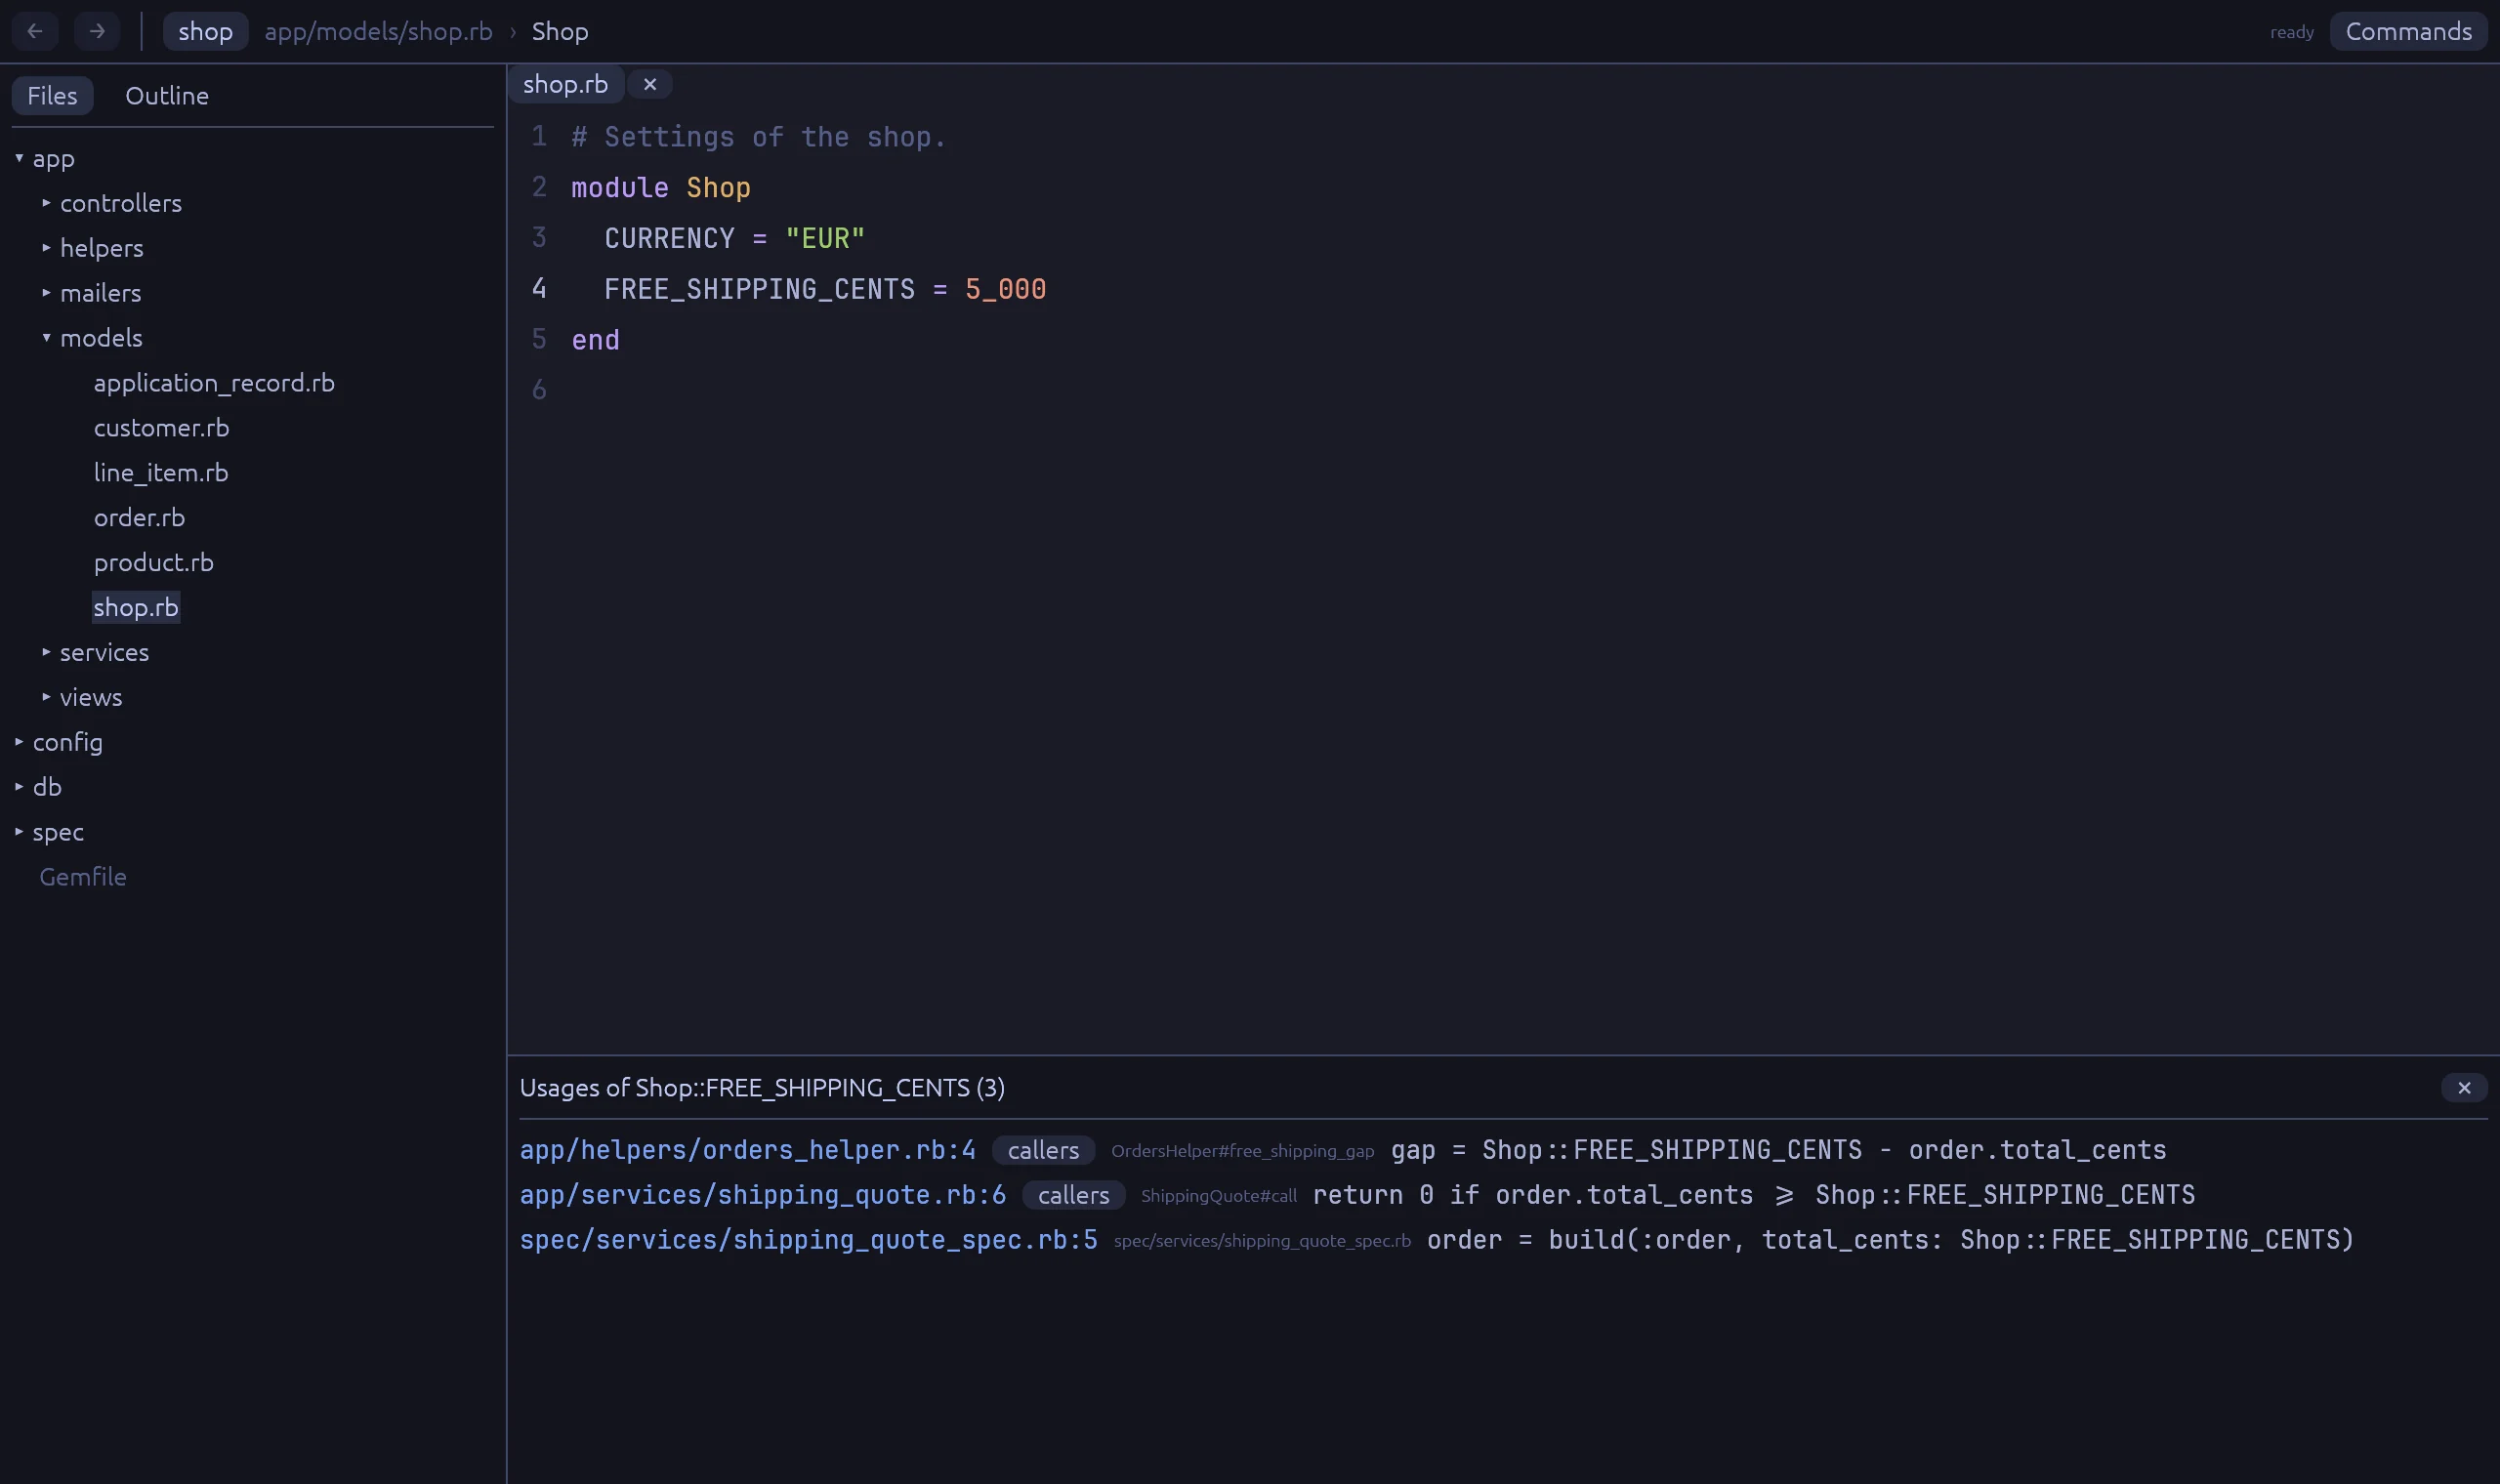 ← → shop app/models/shop.rb › Shop ready Commands
Files Outline
▾ app
▸ controllers
▸ helpers
▸ mailers
▾ models
application_record.rb
customer.rb
line_item.rb
order.rb
product.rb
shop.rb
▸ services
▸ views
▸ config
▸ db
▸ spec
Gemfile
shop.rb ×
1 # Settings of the shop.
2 module Shop
3   CURRENCY = "EUR"
4   FREE_SHIPPING_CENTS = 5_000
5 end
6
Usages of Shop::FREE_SHIPPING_CENTS (3) ×
app/helpers/orders_helper.rb:4 callers OrdersHelper#free_shipping_gap gap = Shop::FREE_SHIPPING_CENTS - order.total_cents
app/services/shipping_quote.rb:6 callers ShippingQuote#call return 0 if order.total_cents >= Shop::FREE_SHIPPING_CENTS
spec/services/shipping_quote_spec.rb:5 spec/services/shipping_quote_spec.rb order = build(:order, total_cents: Shop::FREE_SHIPPING_CENTS)